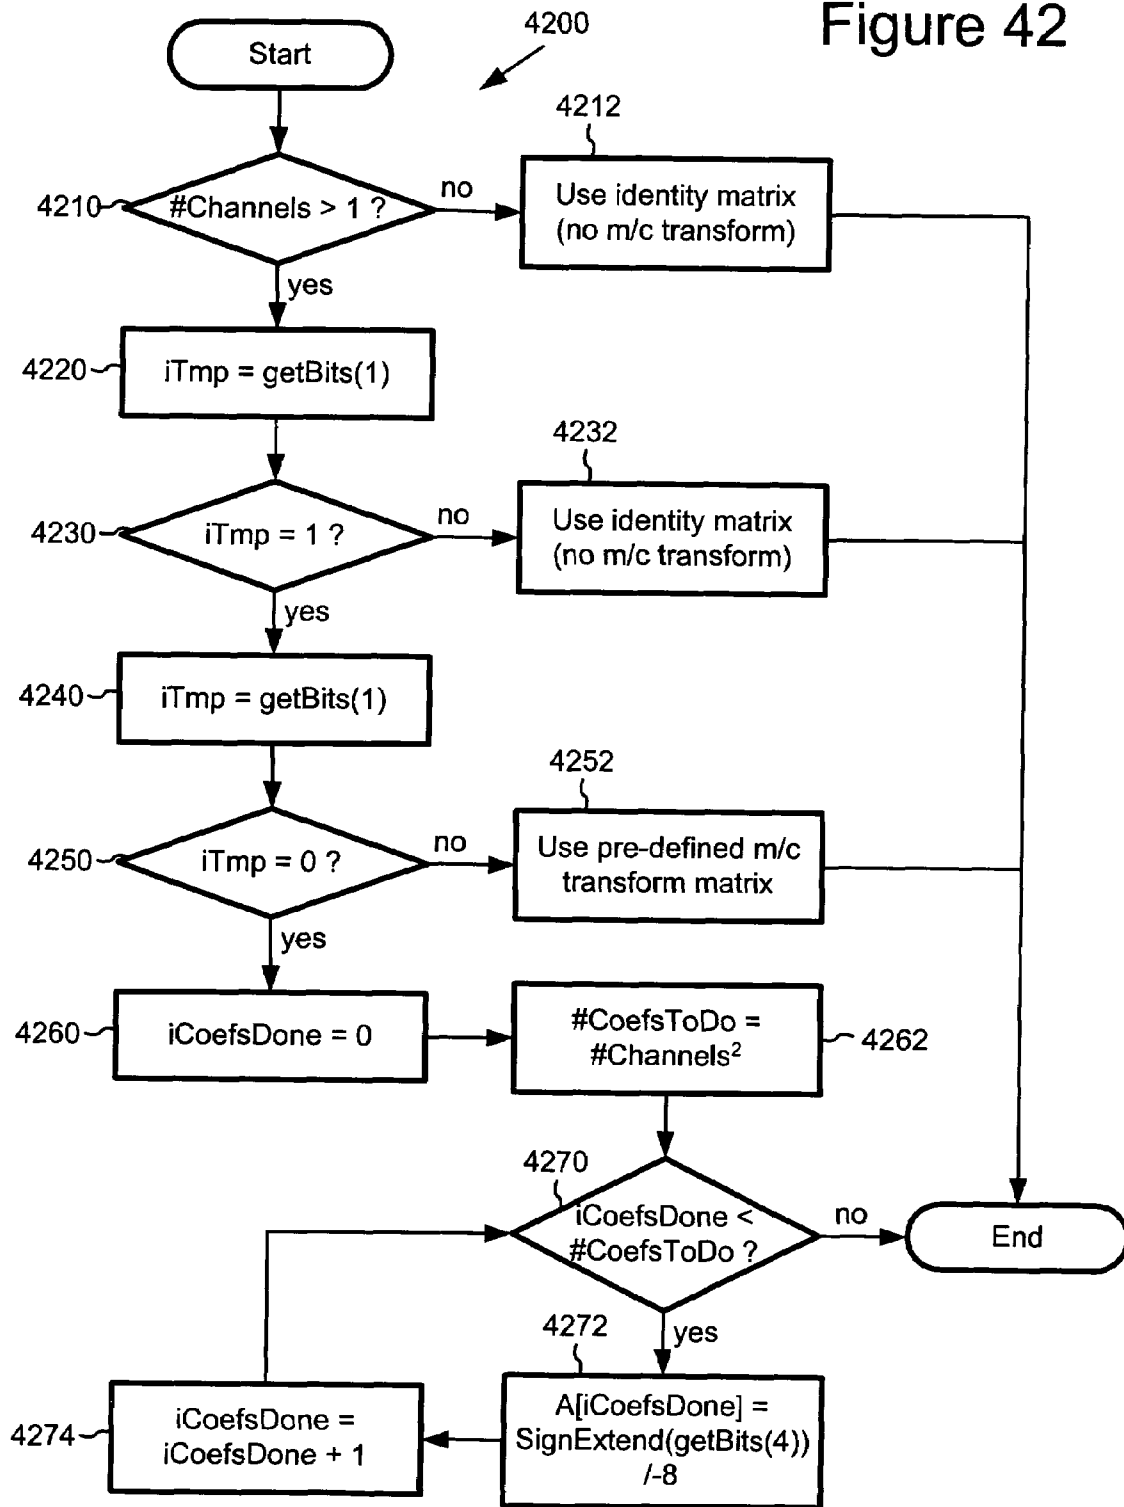 Figure 42
4200
Start
4210
#Channels > 1 ?
no
4212
Use identity matrix
(no m/c transform)
yes
4220
iTmp = getBits(1)
4230
iTmp = 1 ?
no
4232
Use identity matrix
(no m/c transform)
yes
4240
iTmp = getBits(1)
4250
iTmp = 0 ?
no
4252
Use pre-defined m/c
transform matrix
yes
4260
iCoefsDone = 0
#CoefsToDo =
#Channels²
4262
4270
iCoefsDone <
#CoefsToDo ?
no
End
yes
4272
A[iCoefsDone] =
SignExtend(getBits(4))
/-8
4274
iCoefsDone =
iCoefsDone + 1